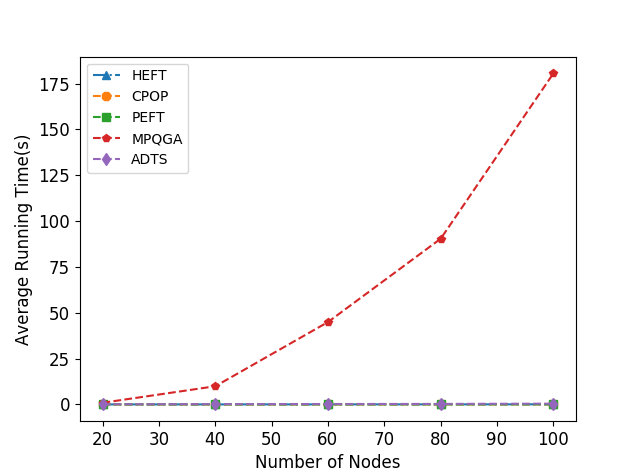 HEFT
CPOP
PEFT
MPQGA
ADTS
175
150
125
100
75
50
25
0
Average Running Time(s)
20 30 40 50 60 70 80 90 100
Number of Nodes